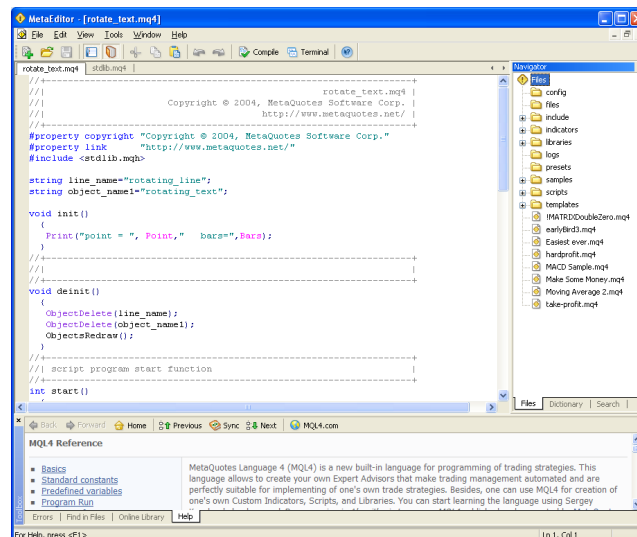 MetaEditor - [rotate_text.mq4]
File Edit View Tools Window Help
Compile Terminal
rotate_text.mq4 stdlib.mq4 |
//+------------------------------------------------------------------+
//| rotate_text.mq4 |
//| Copyright © 2004, MetaQuotes Software Corp. |
//| http://www.metaquotes.net/ |
//+------------------------------------------------------------------+
#property copyright "Copyright © 2004, MetaQuotes Software Corp."
#property link "http://www.metaquotes.net/"
#include <stdlib.mqh>
string line_name="rotating_line";
string object_name1="rotating_text";
void init()
{
Print("point = ", Point," bars=",Bars);
}
//+------------------------------------------------------------------+
//| |
//+------------------------------------------------------------------+
void deinit()
{
ObjectDelete(line_name);
ObjectDelete(object_name1);
ObjectsRedraw();
}
//+------------------------------------------------------------------+
//| script program start function |
//+------------------------------------------------------------------+
int start()
Navigator
Files
config
files
include
indicators
libraries
logs
presets
samples
scripts
templates
!MATRIXDoubleZero.mq4
earlyBird3.mq4
Easiest ever.mq4
hardprofit.mq4
MACD Sample.mq4
Make Some Money.mq4
Moving Average 2.mq4
take-profit.mq4
Files Dictionary | Search |
Back Forward Home Previous Sync Next MQL4.com
MQL4 Reference
Basics
Standard constants
Predefined variables
Program Run
MetaQuotes Language 4 (MQL4) is a new built-in language for programming of trading strategies. This
language allows to create your own Expert Advisors that make trading management automated and are
perfectly suitable for implementing of one's own trade strategies. Besides, one can use MQL4 for creation of
one's own Custom Indicators, Scripts, and Libraries. You can start learning the language using Sergey
Toolbox
Errors | Find in Files | Online Library | Help
For Help, press <F1>
Ln 1, Col 1